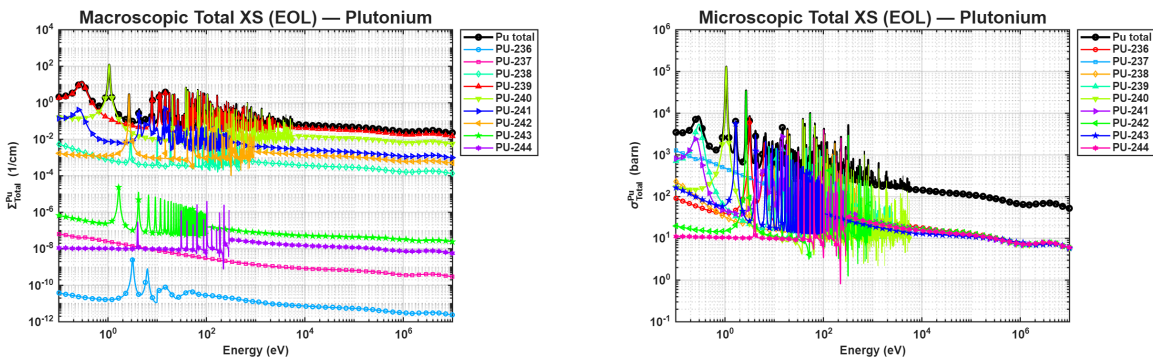 Macroscopic Total XS (EOL) — Plutonium
10^4
10^2
10^0
10^-2
10^-4
10^-6
10^-8
10^-10
10^-12
Σ^Pu_Total (1/cm)
10^0
10^2
10^4
10^6
Energy (eV)
Pu total
PU-236
PU-237
PU-238
PU-239
PU-240
PU-241
PU-242
PU-243
PU-244
Microscopic Total XS (EOL) — Plutonium
10^6
10^5
10^4
10^3
10^2
10^1
10^0
10^-1
σ^Pu_Total (barn)
10^0
10^2
10^4
10^6
Energy (eV)
Pu total
PU-236
PU-237
PU-238
PU-239
PU-240
PU-241
PU-242
PU-243
PU-244